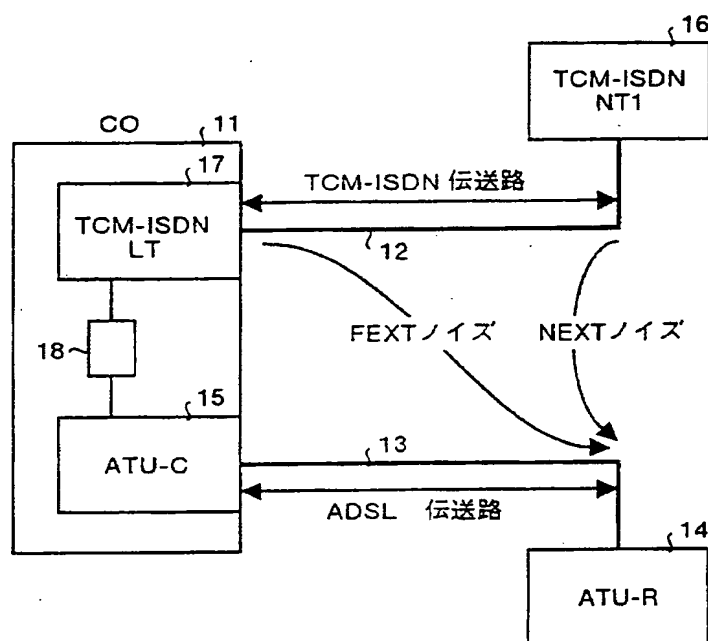 16
TCM-ISDN
NT1
CO
11
17
TCM-ISDN
LT
TCM-ISDN 伝送路
12
FEXTノイズ
NEXTノイズ
18
15
ATU-C
13
ADSL 伝送路
14
ATU-R